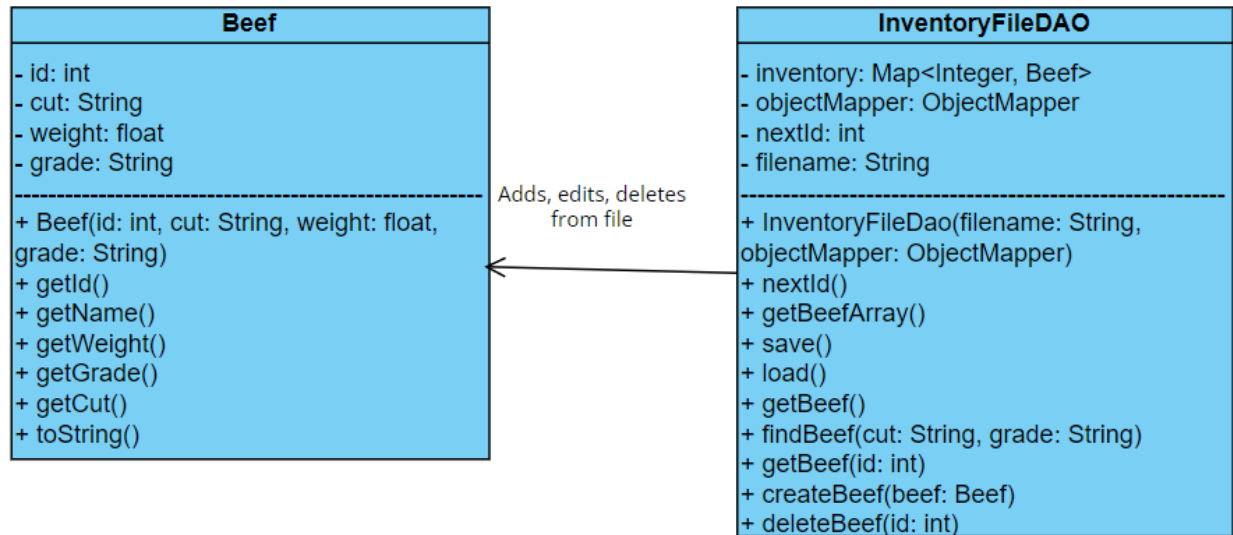 Beef
- id: int
- cut: String
- weight: float
- grade: String
-----------------------------------------------------
+ Beef(id: int, cut: String, weight: float,
grade: String)
+ getId()
+ getName()
+ getWeight()
+ getGrade()
+ getCut()
+ toString()
Adds, edits, deletes
from file
InventoryFileDAO
- inventory: Map<Integer, Beef>
- objectMapper: ObjectMapper
- nextId: int
- filename: String
-------------------------------------------------------
+ InventoryFileDao(filename: String,
objectMapper: ObjectMapper)
+ nextId()
+ getBeefArray()
+ save()
+ load()
+ getBeef()
+ findBeef(cut: String, grade: String)
+ getBeef(id: int)
+ createBeef(beef: Beef)
+ deleteBeef(id: int)